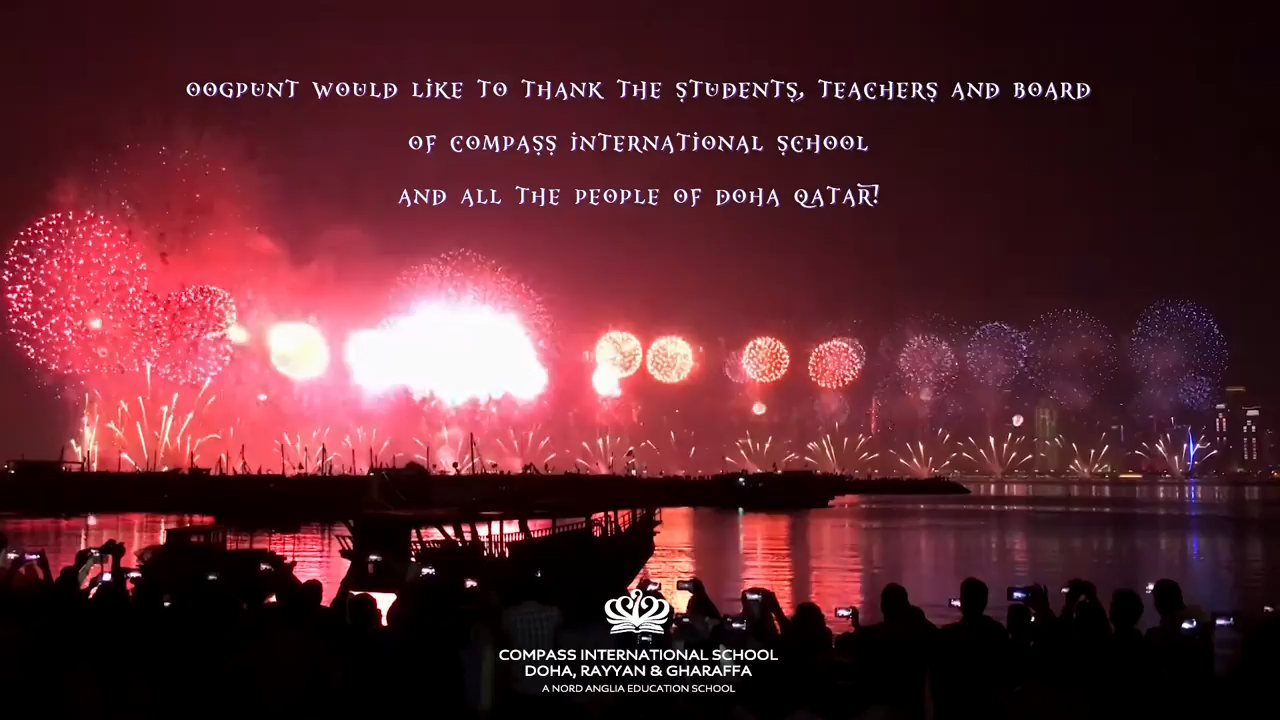 OOGPUNT WOULD LIKE TO THANK THE STUDENTS, TEACHERS AND BOARD
OF COMPASS INTERNATIONAL SCHOOL
AND ALL THE PEOPLE OF DOHA QATAR!
COMPASS INTERNATIONAL SCHOOL
DOHA, RAYYAN & GHARAFFA
A NORD ANGLIA EDUCATION SCHOOL